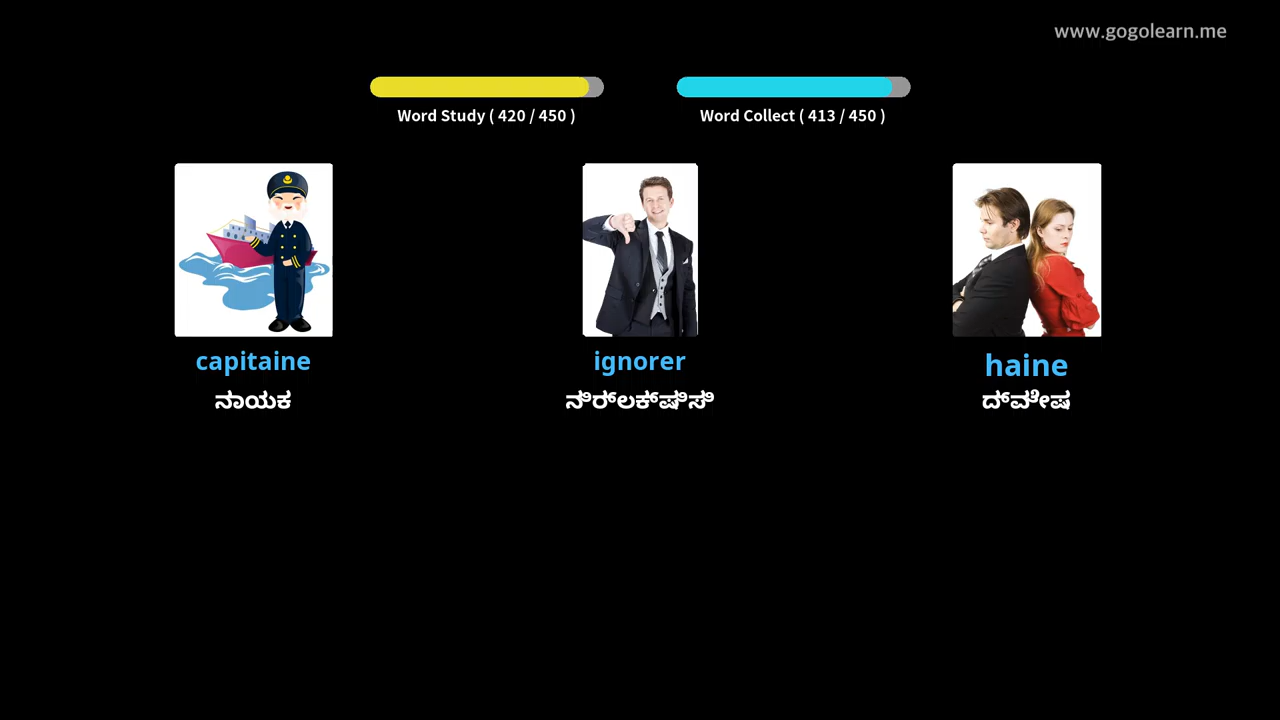 www.gogolearn.me
Word Study ( 420 / 450 )
Word Collect ( 413 / 450 )
capitaine
ignorer
haine
ನಾಯಕ
ನಿರ್ಲಕ್ಷಿಸಿ
ದ್ವೇಷ